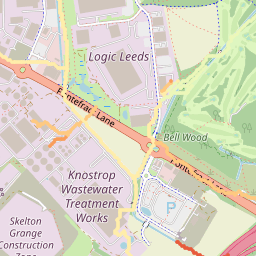 Logic Leeds
Pontefract Lane
Bell Wood
Knostrop
Wastewater
Treatment
Works
P
Skelton
Grange
Construction